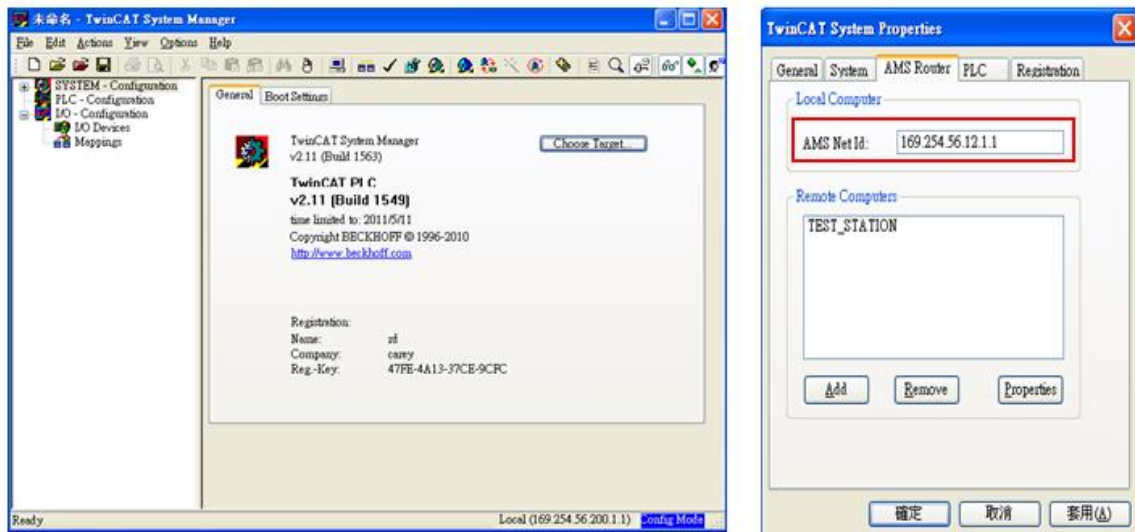 未命名 - TwinCAT System Manager
File Edit Actions View Options Help
SYSTEM - Configuration
PLC - Configuration
I/O - Configuration
I/O Devices
Mappings
General Boot Settings
TwinCAT System Manager
v2.11 (Build 1563)
Choose Target...
TwinCAT PLC
v2.11 (Build 1549)
time limited to: 2011/5/11
Copyright BECKHOFF © 1996-2010
http://www.beckhoff.com
Registration:
Name: rd
Company: carey
Reg.-Key: 47FE-4A13-37CE-9CFC
Ready
Local (169.254.56.200.1.1) Config Mode
TwinCAT System Properties
General System AMS Router PLC Registration
Local Computer
AMS Net Id: 169.254.56.12.1.1
Remote Computers
TEST_STATION
Add Remove Properties
確定 取消 套用(A)